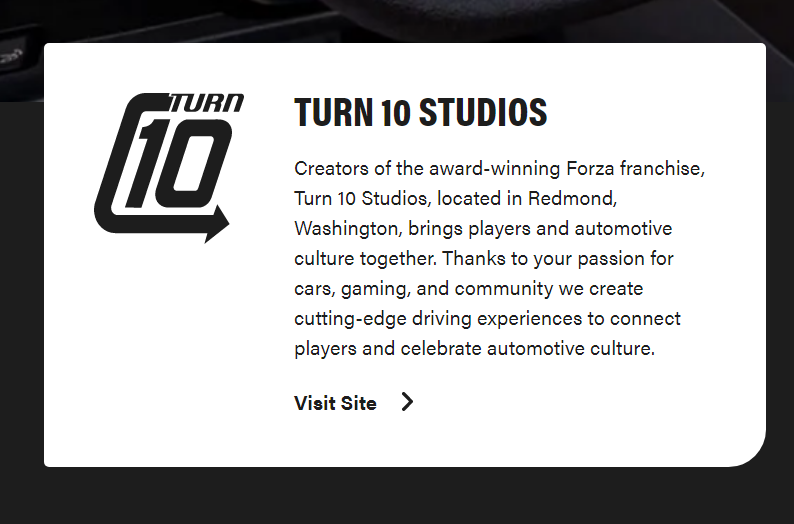 TURN
10
TURN 10 STUDIOS
Creators of the award-winning Forza franchise,
Turn 10 Studios, located in Redmond,
Washington, brings players and automotive
culture together. Thanks to your passion for
cars, gaming, and community we create
cutting-edge driving experiences to connect
players and celebrate automotive culture.
Visit Site